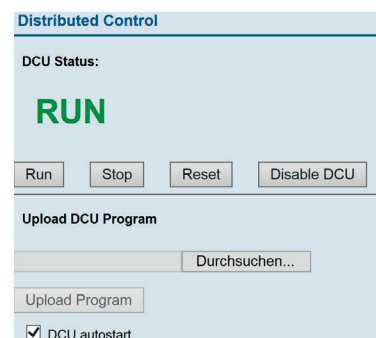 Distributed Control
DCU Status:
RUN
Run Stop Reset Disable DCU
Upload DCU Program
Durchsuchen...
Upload Program
DCU autostart